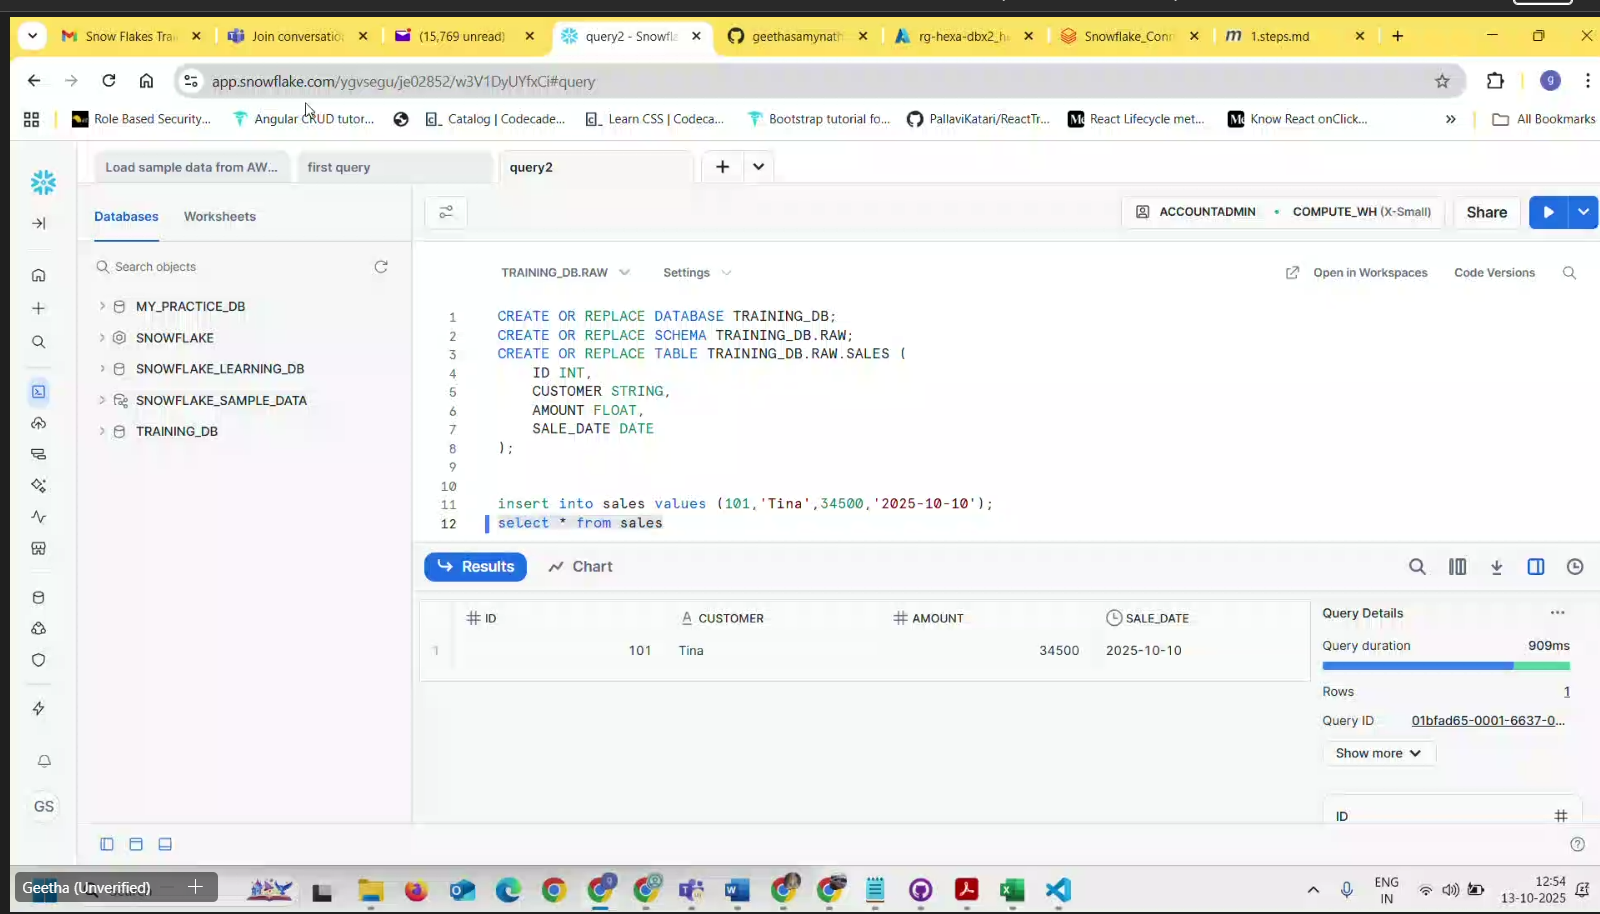 Snow Flakes Tra
Join conversatio
(15,769 unread)
query2 - Snowfla
geethasamynath
rg-hexa-dbx2_h
Snowflake_Con
1.steps.md
app.snowflake.com/ygvsegu/je02852/w3V1DyUYfxCi#query
g
Role Based Security...
Angular CRUD tutor...
Catalog | Codecade...
Learn CSS | Codeca...
Bootstrap tutorial fo...
PallaviKatari/ReactTr...
React Lifecycle met...
Know React onClick...
All Bookmarks
Load sample data from AW...
first query
query2
Databases
Worksheets
ACCOUNTADMIN
COMPUTE_WH (X-Small)
Share
Search objects
TRAINING_DB.RAW
Settings
Open in Workspaces
Code Versions
MY_PRACTICE_DB
SNOWFLAKE
SNOWFLAKE_LEARNING_DB
SNOWFLAKE_SAMPLE_DATA
TRAINING_DB
1 CREATE OR REPLACE DATABASE TRAINING_DB;
2 CREATE OR REPLACE SCHEMA TRAINING_DB.RAW;
3 CREATE OR REPLACE TABLE TRAINING_DB.RAW.SALES (
4 ID INT,
5 CUSTOMER STRING,
6 AMOUNT FLOAT,
7 SALE_DATE DATE
8 );
9
10
11 insert into sales values (101,'Tina',34500,'2025-10-10');
12 select * from sales
Results
Chart
ID CUSTOMER AMOUNT SALE_DATE
1 101 Tina 34500 2025-10-10
Query Details
Query duration 909ms
Rows 1
Query ID 01bfad65-0001-6637-0...
Show more
ID
GS
Geetha (Unverified)
ENG
IN
12:54
13-10-2025